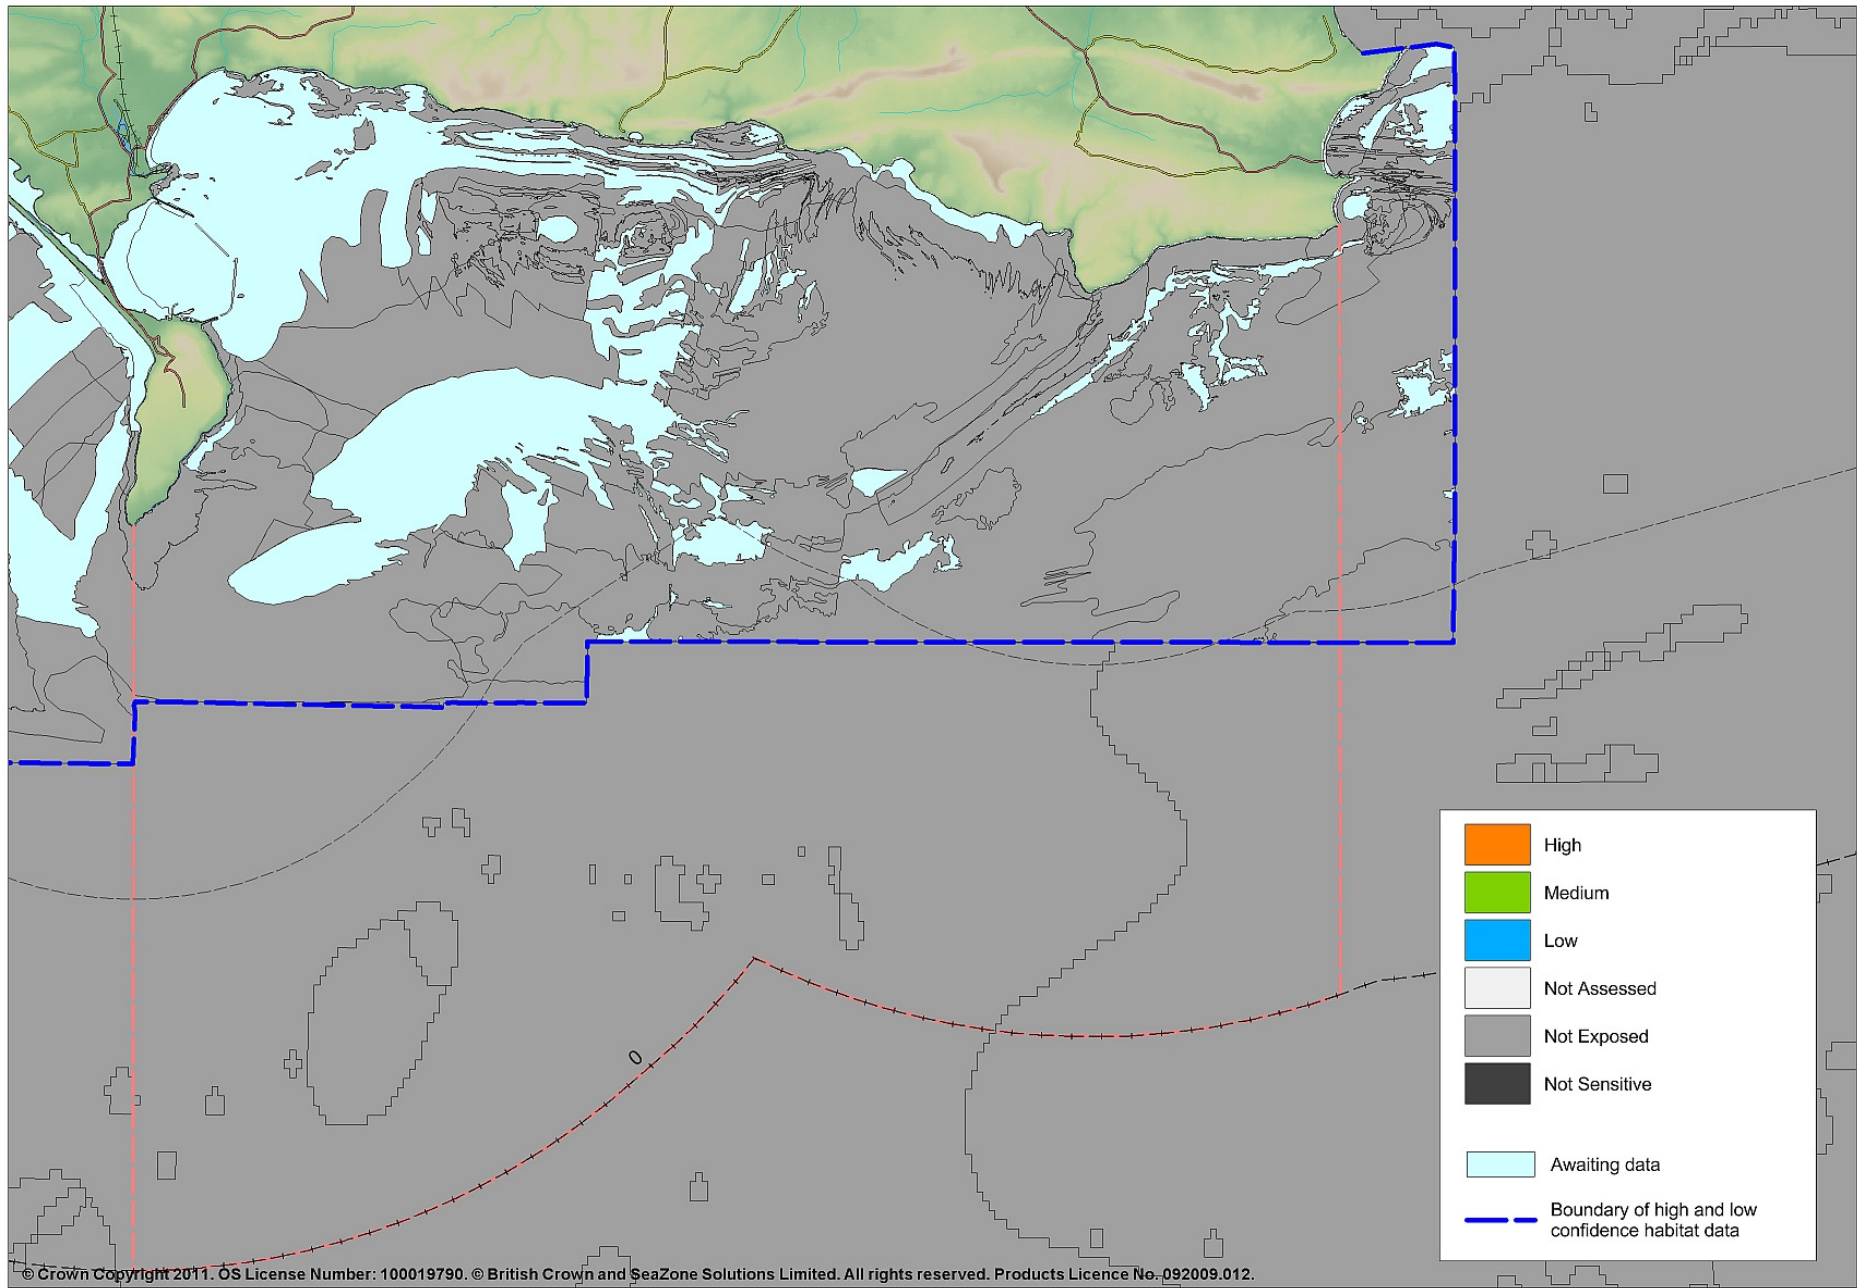 0
High
Medium
Low
Not Assessed
Not Exposed
Not Sensitive
Awaiting data
Boundary of high and low
confidence habitat data
© Crown Copyright 2011. OS License Number: 100019790. © British Crown and SeaZone Solutions Limited. All rights reserved. Products Licence No. 092009.012.